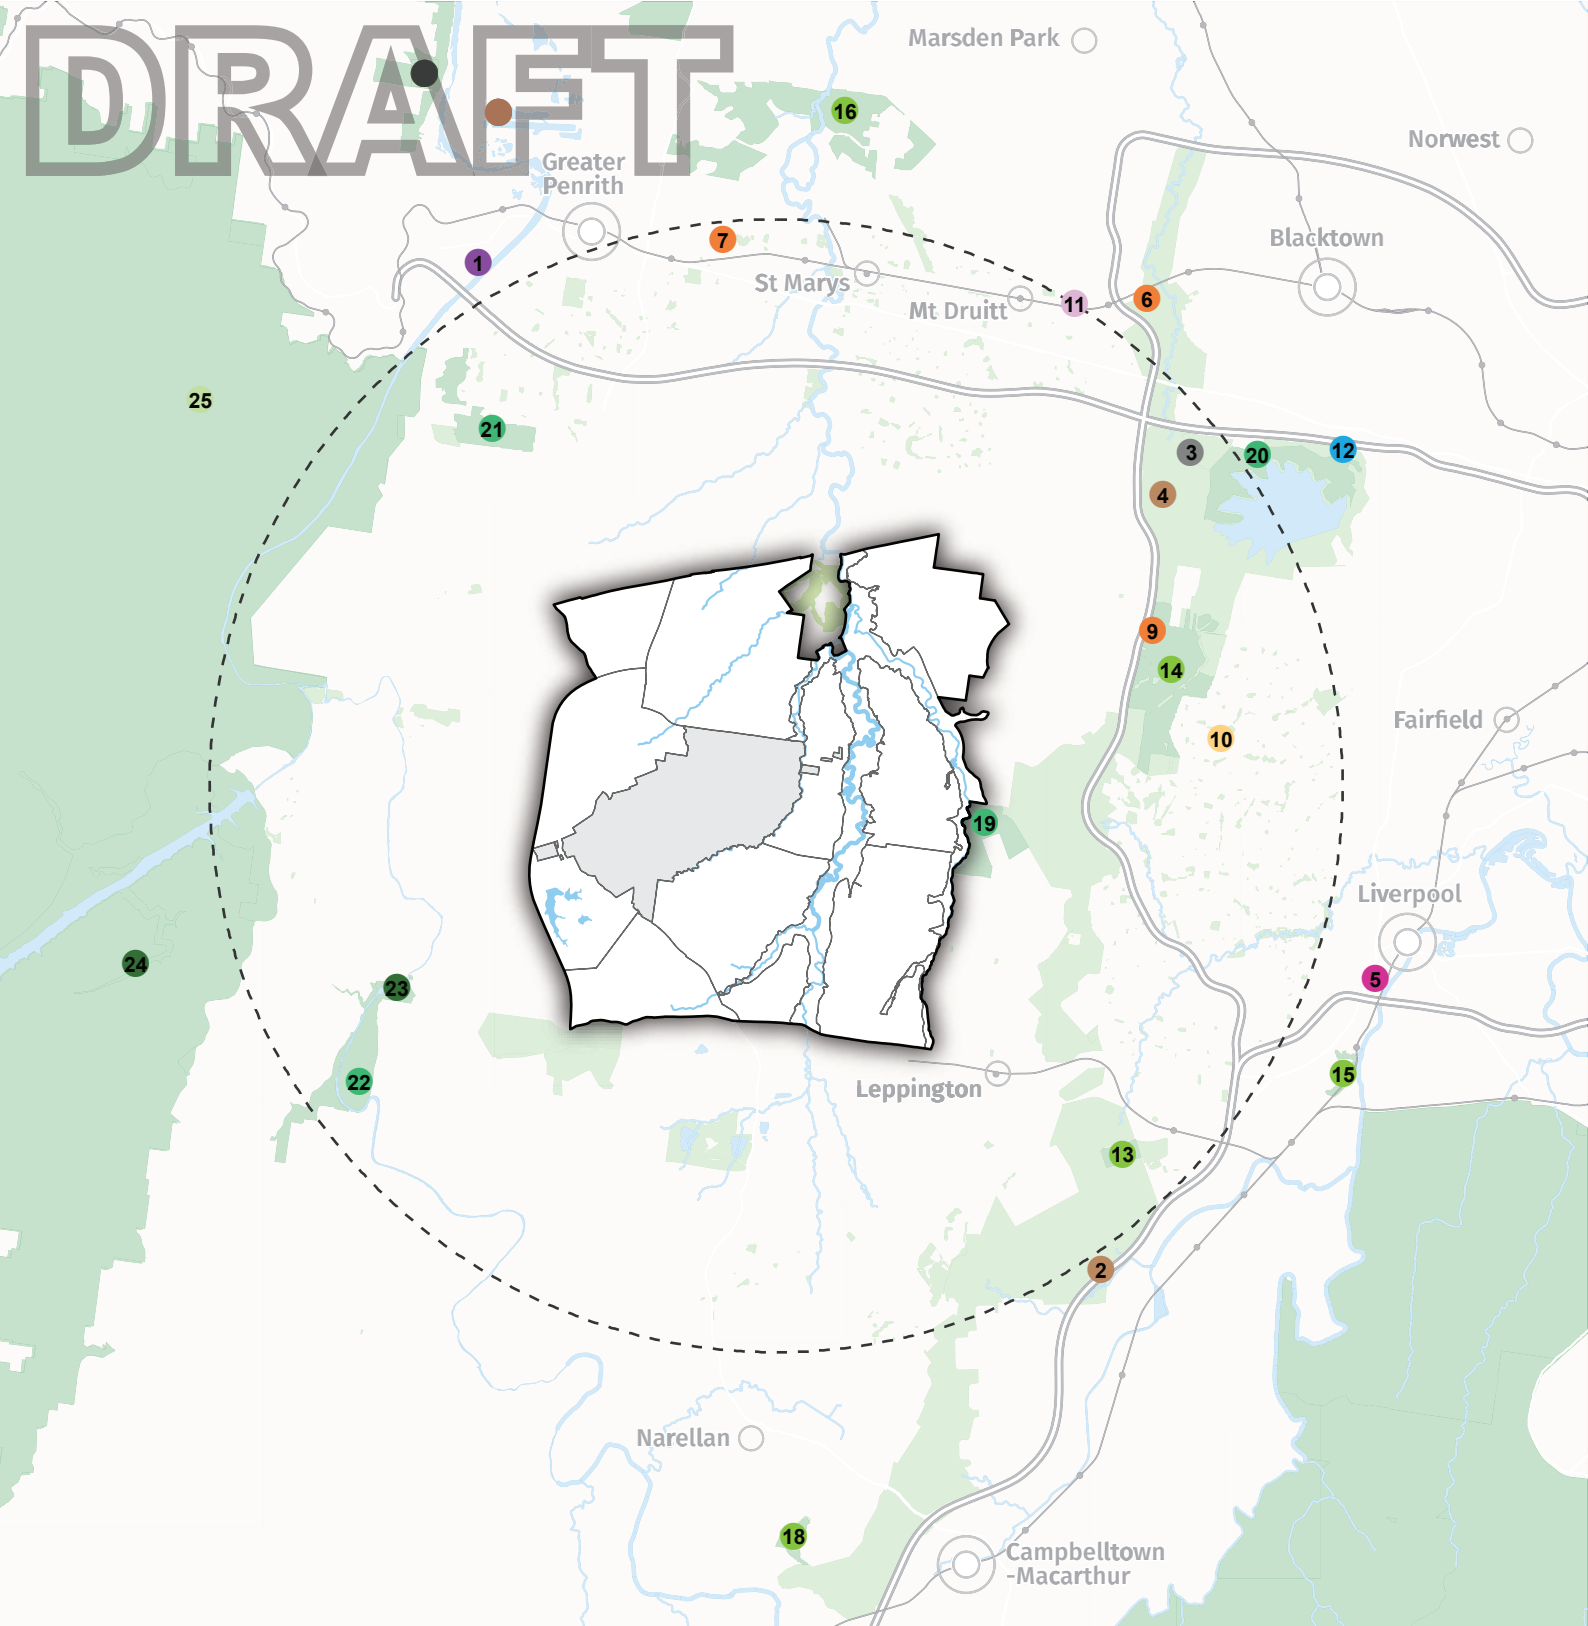 DRAFT
Marsden Park
16
Norwest
Greater
Penrith
7
Blacktown
1
St Marys
Mt Druitt
11
6
25
21
3
20
12
4
9
14
Fairfield
10
19
Liverpool
24
23
5
22
Leppington
15
13
2
Narellan
18
Campbelltown
-Macarthur